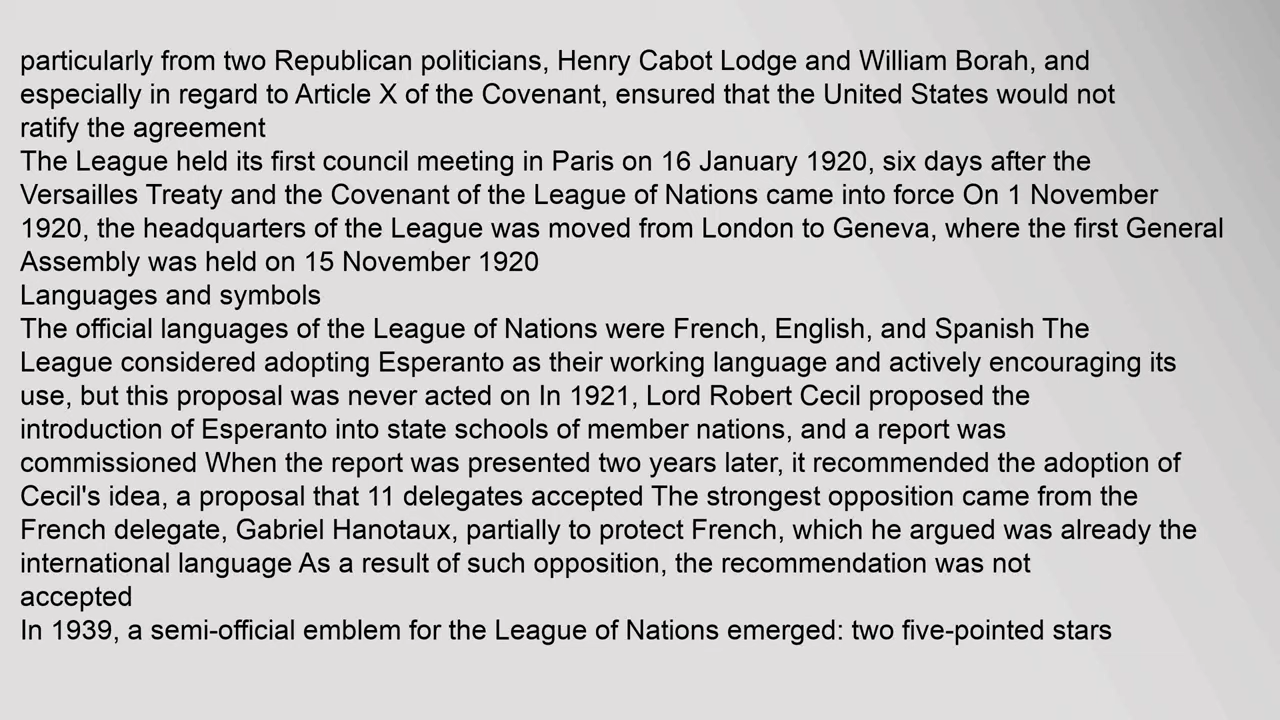 particularly from two Republican politicians, Henry Cabot Lodge and William Borah, and
especially in regard to Article X of the Covenant, ensured that the United States would not
ratify the agreement
The League held its first council meeting in Paris on 16 January 1920, six days after the
Versailles Treaty and the Covenant of the League of Nations came into force On 1 November
1920, the headquarters of the League was moved from London to Geneva, where the first General
Assembly was held on 15 November 1920
Languages and symbols
The official languages of the League of Nations were French, English, and Spanish The
League considered adopting Esperanto as their working language and actively encouraging its
use, but this proposal was never acted on In 1921, Lord Robert Cecil proposed the
introduction of Esperanto into state schools of member nations, and a report was
commissioned When the report was presented two years later, it recommended the adoption of
Cecil's idea, a proposal that 11 delegates accepted The strongest opposition came from the
French delegate, Gabriel Hanotaux, partially to protect French, which he argued was already the
international language As a result of such opposition, the recommendation was not
accepted
In 1939, a semi-official emblem for the League of Nations emerged: two five-pointed stars